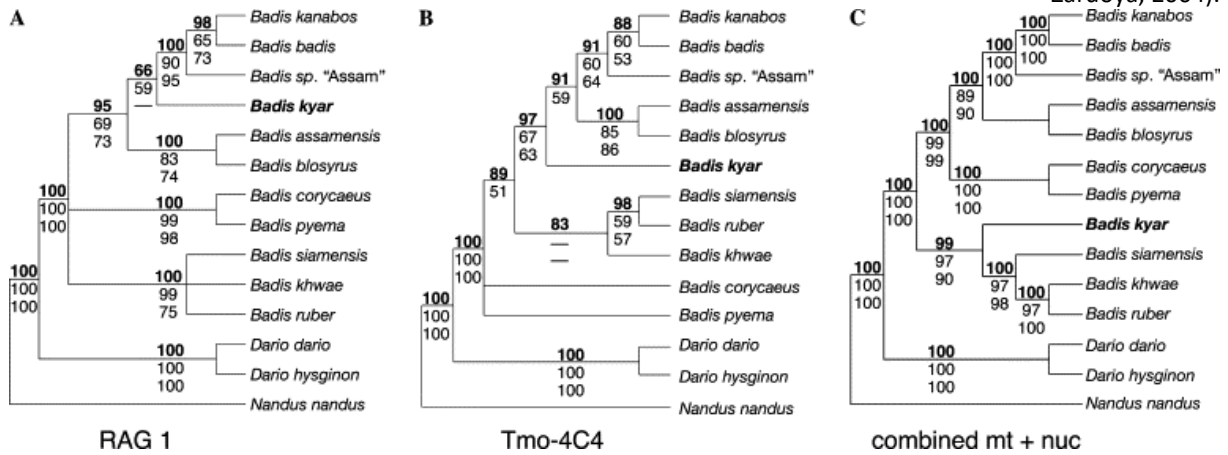 Lardoya, 2004).
A
98
65
73
100
90
95
66
59
—
95
69
73
100
83
74
100
100
100
100
99
98
100
99
75
100
100
100
100
100
100
Badis kanabos
Badis badis
Badis sp. "Assam"
Badis kyar
Badis assamensis
Badis blosyrus
Badis corycaeus
Badis pyema
Badis siamensis
Badis khwae
Badis ruber
Dario dario
Dario hysginon
Nandus nandus
RAG 1
B
88
60
53
91
60
64
91
59
100
85
86
97
67
63
89
51
98
59
57
83
—
—
100
100
100
100
100
100
100
100
100
Badis kanabos
Badis badis
Badis sp. "Assam"
Badis assamensis
Badis blosyrus
Badis kyar
Badis siamensis
Badis ruber
Badis khwae
Badis corycaeus
Badis pyema
Dario dario
Dario hysginon
Nandus nandus
Tmo-4C4
C
100
100
100
100
100
100
100
89
90
100
99
99
100
100
100
100
100
100
99
97
90
100
97
98
100
97
100
100
100
100
100
100
100
Badis kanabos
Badis badis
Badis sp. "Assam"
Badis assamensis
Badis blosyrus
Badis corycaeus
Badis pyema
Badis kyar
Badis siamensis
Badis khwae
Badis ruber
Dario dario
Dario hysginon
Nandus nandus
combined mt + nuc